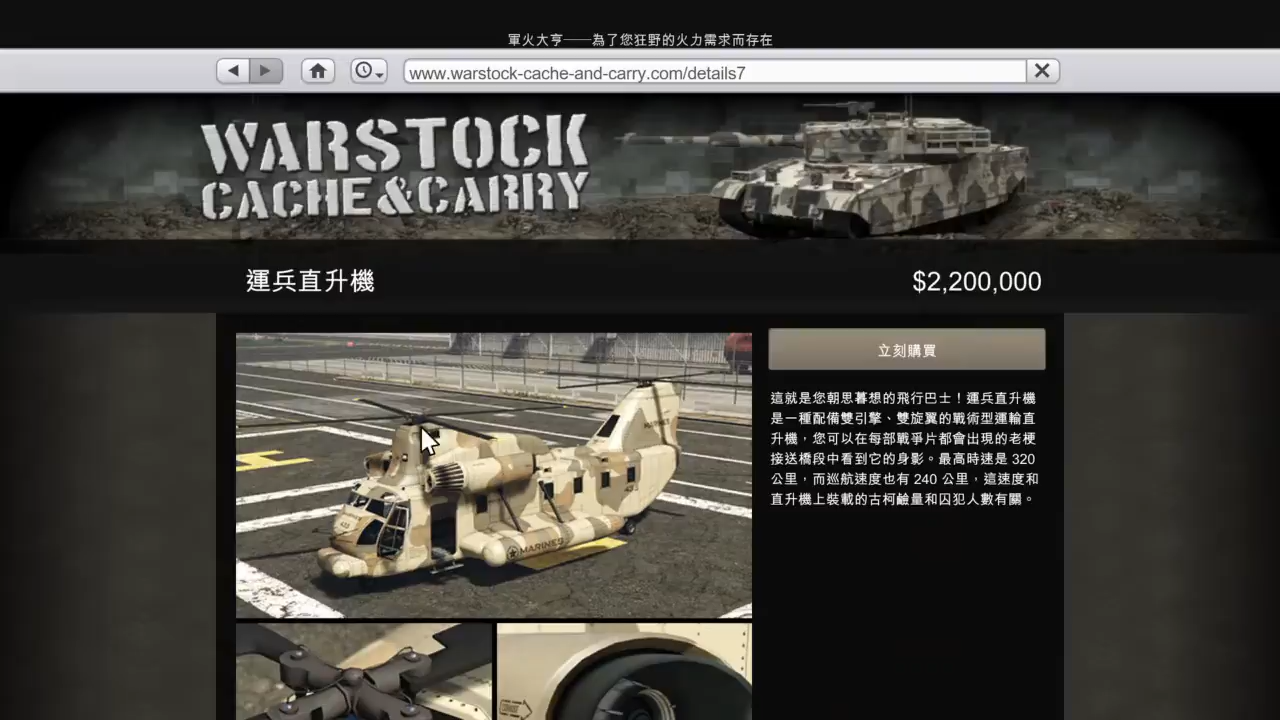 軍火大亨——為了您狂野的火力需求而存在
www.warstock-cache-and-carry.com/details7
WARSTOCK
CACHE&CARRY
運兵直升機
$2,200,000
立刻購買
這就是您朝思暮想的飛行巴士！運兵直升機
是一種配備雙引擎、雙旋翼的戰術型運輸直
升機，您可以在每部戰爭片都會出現的老梗
接送橋段中看到它的身影。最高時速是 320
公里，而巡航速度也有 240 公里，這速度和
直升機上裝載的古柯鹼量和囚犯人數有關。
MARINES